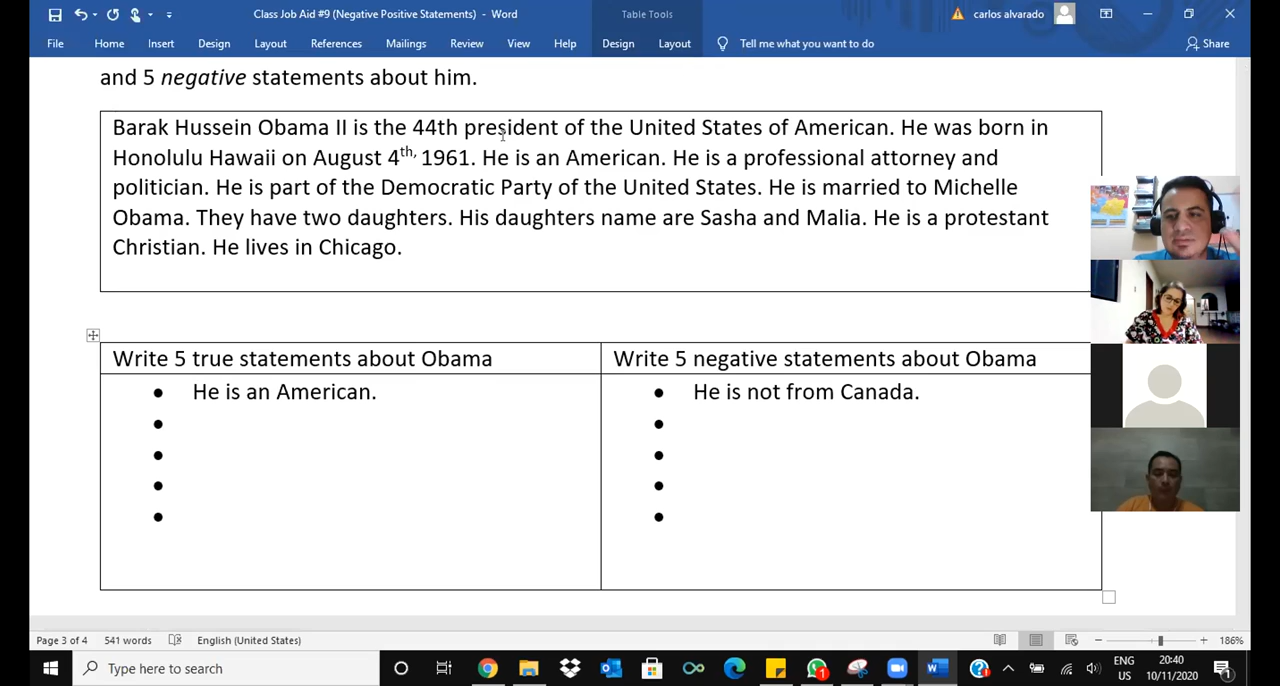 Class Job Aid #9 (Negative Positive Statements) - Word
Table Tools
carlos alvarado
File Home Insert Design Layout References Mailings Review View Help Design Layout Tell me what you want to do Share
and 5 negative statements about him.
Barak Hussein Obama II is the 44th president of the United States of American. He was born in
Honolulu Hawaii on August 4th, 1961. He is an American. He is a professional attorney and
politician. He is part of the Democratic Party of the United States. He is married to Michelle
Obama. They have two daughters. His daughters name are Sasha and Malia. He is a protestant
Christian. He lives in Chicago.
Write 5 true statements about Obama
Write 5 negative statements about Obama
• He is an American.
• He is not from Canada.
Page 3 of 4 541 words English (United States) 186%
Type here to search
ENG
US
20:40
10/11/2020
1
1